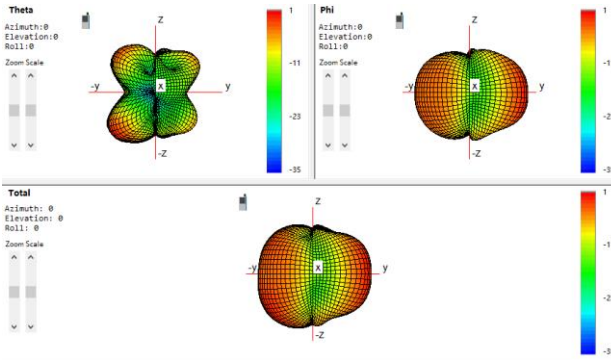 Theta
Azimuth:0
Elevation:0
Roll:0
Zoom Scale
Z
-y
x
y
-Z
1
-11
-23
-35
Phi
Azimuth:0
Elevation:0
Roll:0
Zoom Scale
Z
-y
x
y
-Z
1
-1
-2
-3
Total
Azimuth: 0
Elevation: 0
Roll: 0
Zoom Scale
Z
-y
x
y
-Z
1
-1
-2
-3